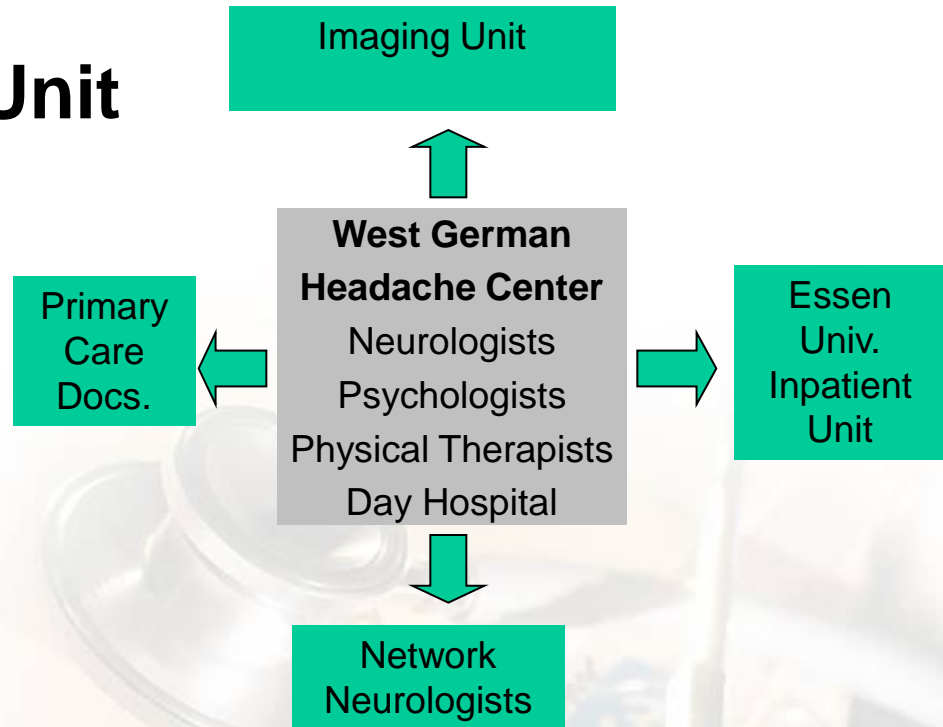 Unit
Imaging Unit
West German
Headache Center
Neurologists
Psychologists
Physical Therapists
Day Hospital
Primary
Care
Docs.
Essen
Univ.
Inpatient
Unit
Network
Neurologists